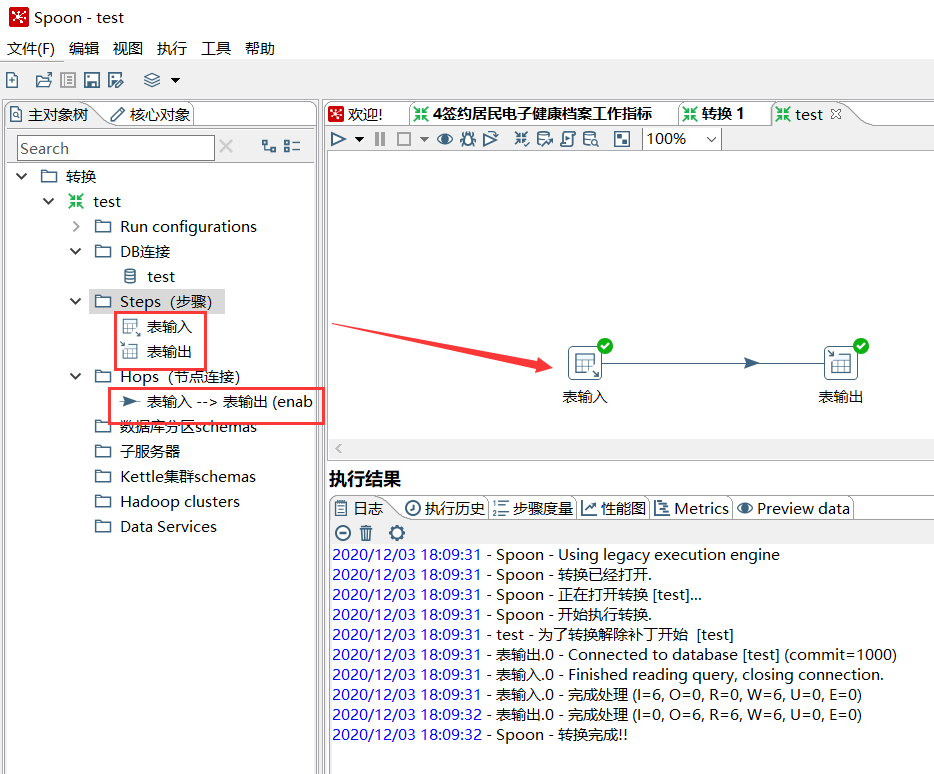 Spoon - test
文件(F) 编辑 视图 执行 工具 帮助
主对象树 核心对象
Search
转换
test
Run configurations
DB连接
test
Steps（步骤）
表输入
表输出
Hops（节点连接）
表输入 --> 表输出 (enab
数据库分区schemas
子服务器
Kettle集群schemas
Hadoop clusters
Data Services
欢迎! 4签约居民电子健康档案工作指标 转换 1 test
100%
表输入 表输出
执行结果
日志 执行历史 步骤度量 性能图 Metrics Preview data
2020/12/03 18:09:31 - Spoon - Using legacy execution engine
2020/12/03 18:09:31 - Spoon - 转换已经打开.
2020/12/03 18:09:31 - Spoon - 正在打开转换 [test]...
2020/12/03 18:09:31 - Spoon - 开始执行转换.
2020/12/03 18:09:31 - test - 为了转换解除补丁开始  [test]
2020/12/03 18:09:31 - 表输出.0 - Connected to database [test] (commit=1000)
2020/12/03 18:09:31 - 表输入.0 - Finished reading query, closing connection.
2020/12/03 18:09:31 - 表输入.0 - 完成处理 (I=6, O=0, R=0, W=6, U=0, E=0)
2020/12/03 18:09:32 - 表输出.0 - 完成处理 (I=0, O=6, R=6, W=6, U=0, E=0)
2020/12/03 18:09:32 - Spoon - 转换完成!!